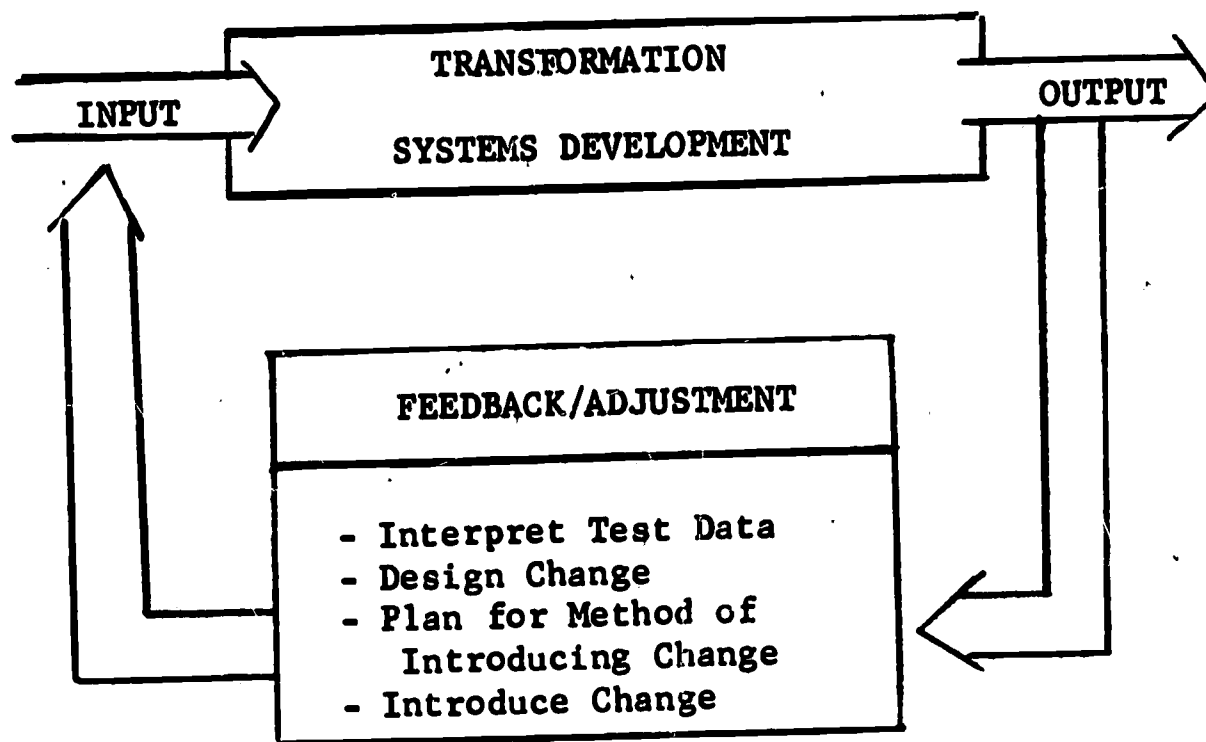 TRANSFORMATION
INPUT
OUTPUT
SYSTEMS DEVELOPMENT
FEEDBACK/ADJUSTMENT
- Interpret Test Data
- Design Change
- Plan for Method of
Introducing Change
- Introduce Change